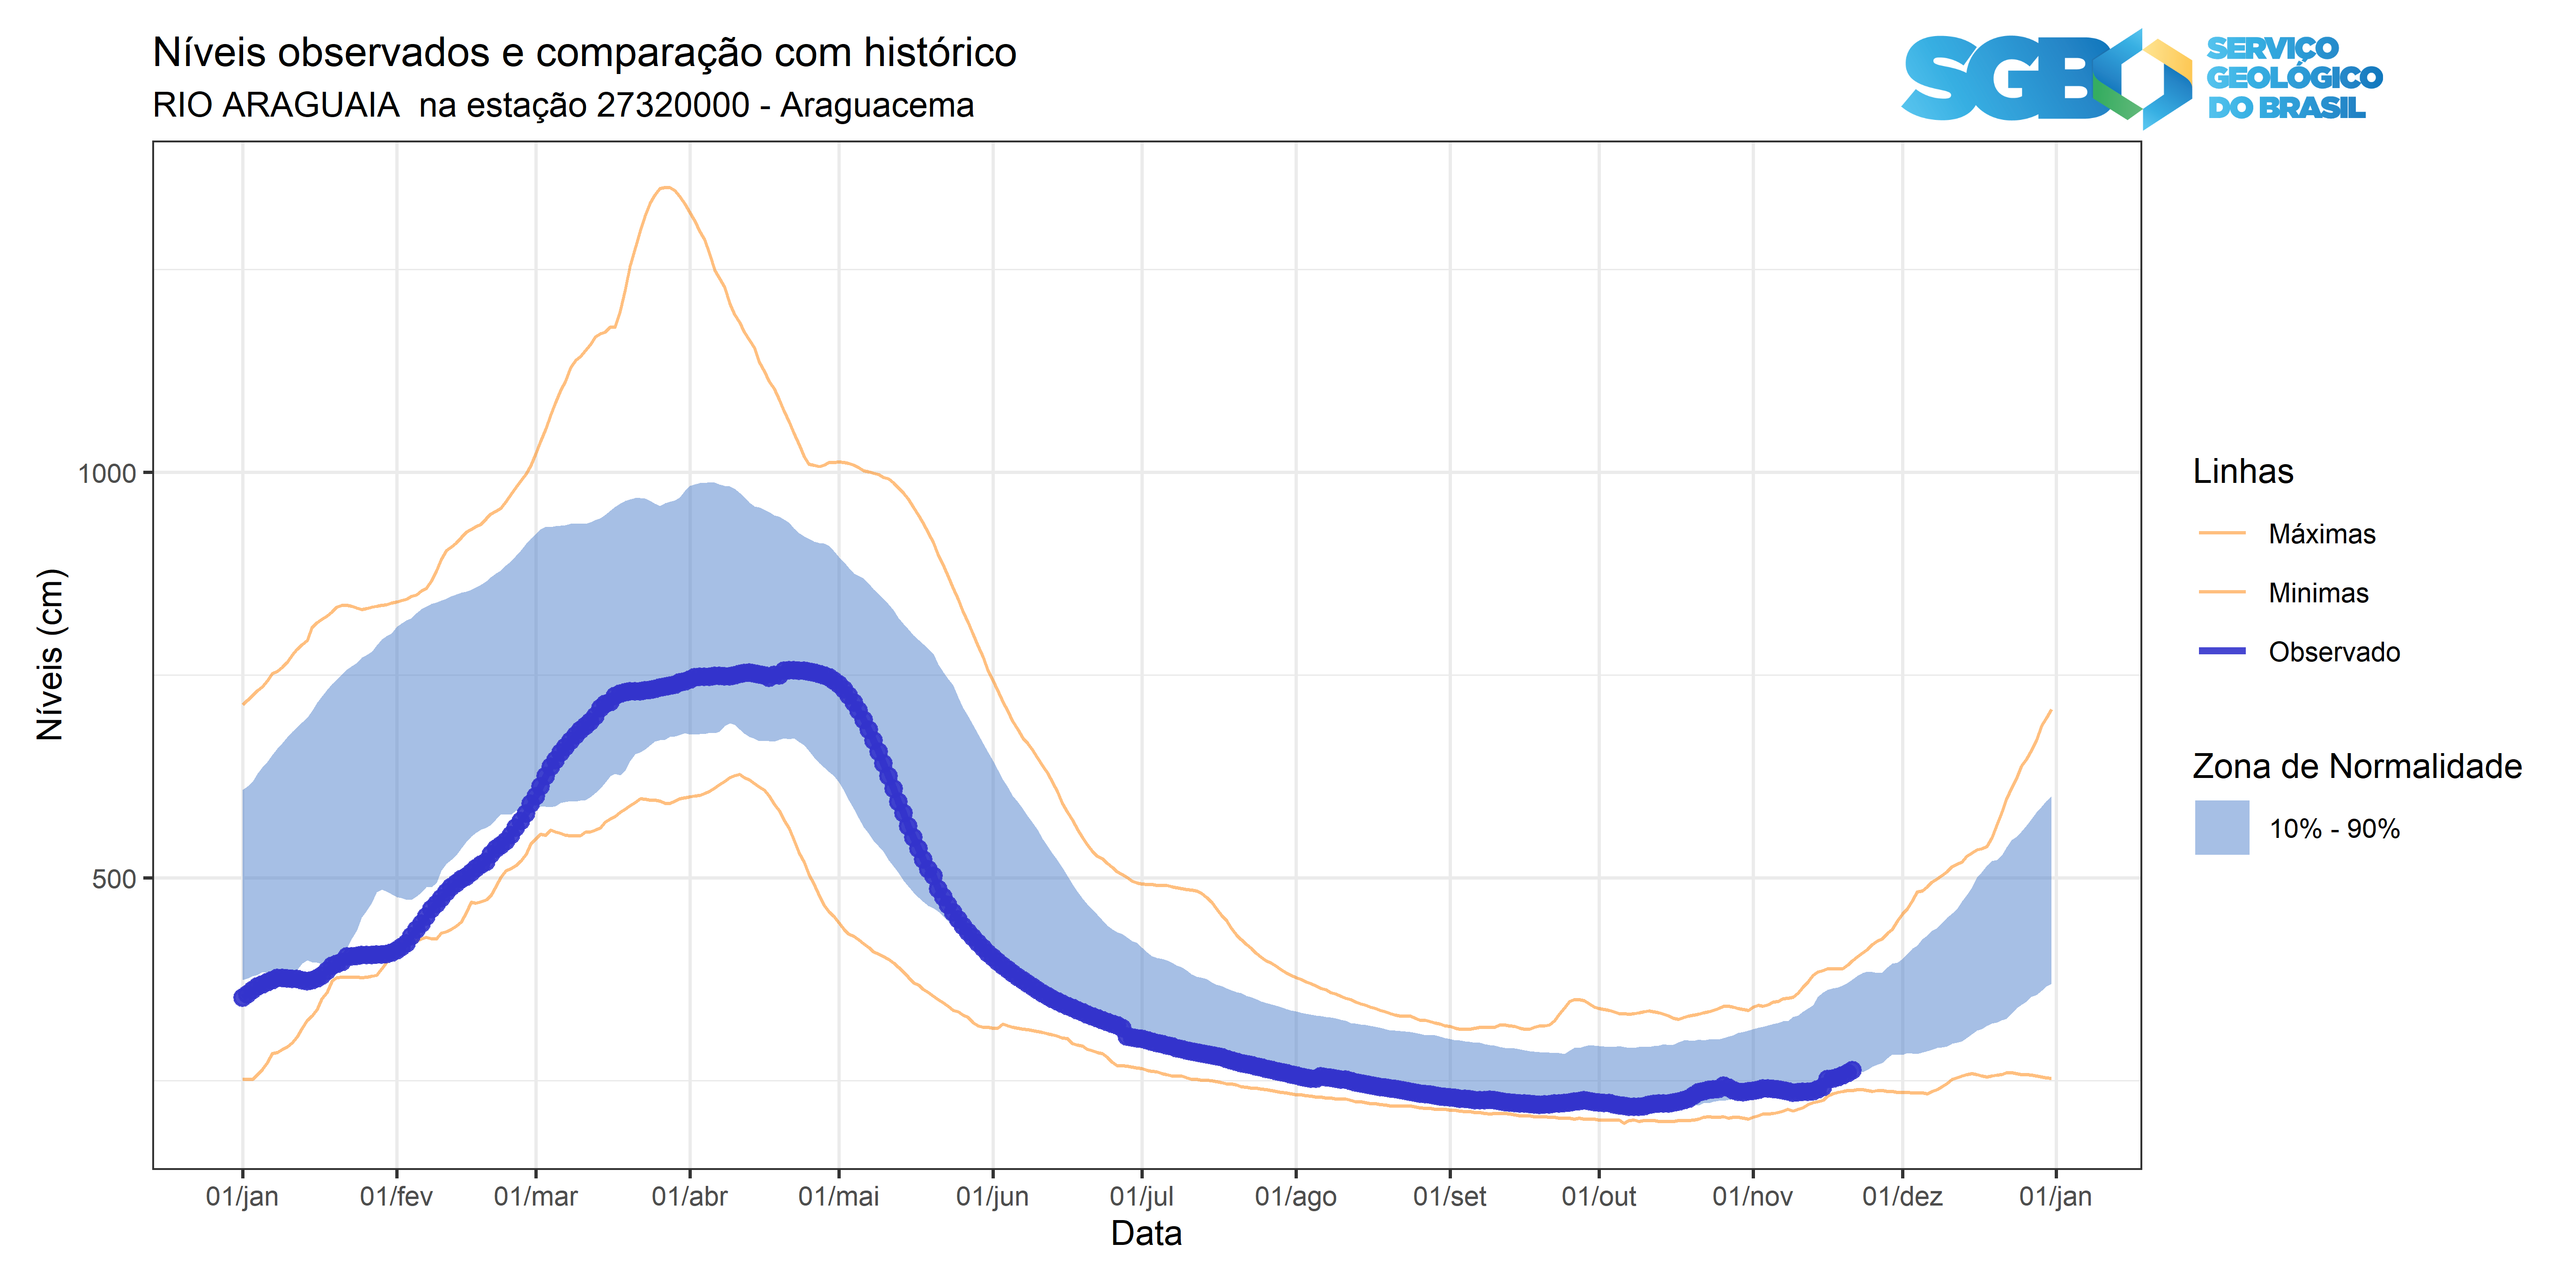 Níveis observados e comparação com histórico
RIO ARAGUAIA  na estação 27320000 - Araguacema
SGB
SERVIÇO
GEOLÓGICO
DO BRASIL
Níveis (cm)
1000
500
01/jan 01/fev 01/mar 01/abr 01/mai 01/jun 01/jul 01/ago 01/set 01/out 01/nov 01/dez 01/jan
Data
Linhas
Máximas
Minimas
Observado
Zona de Normalidade
10% - 90%